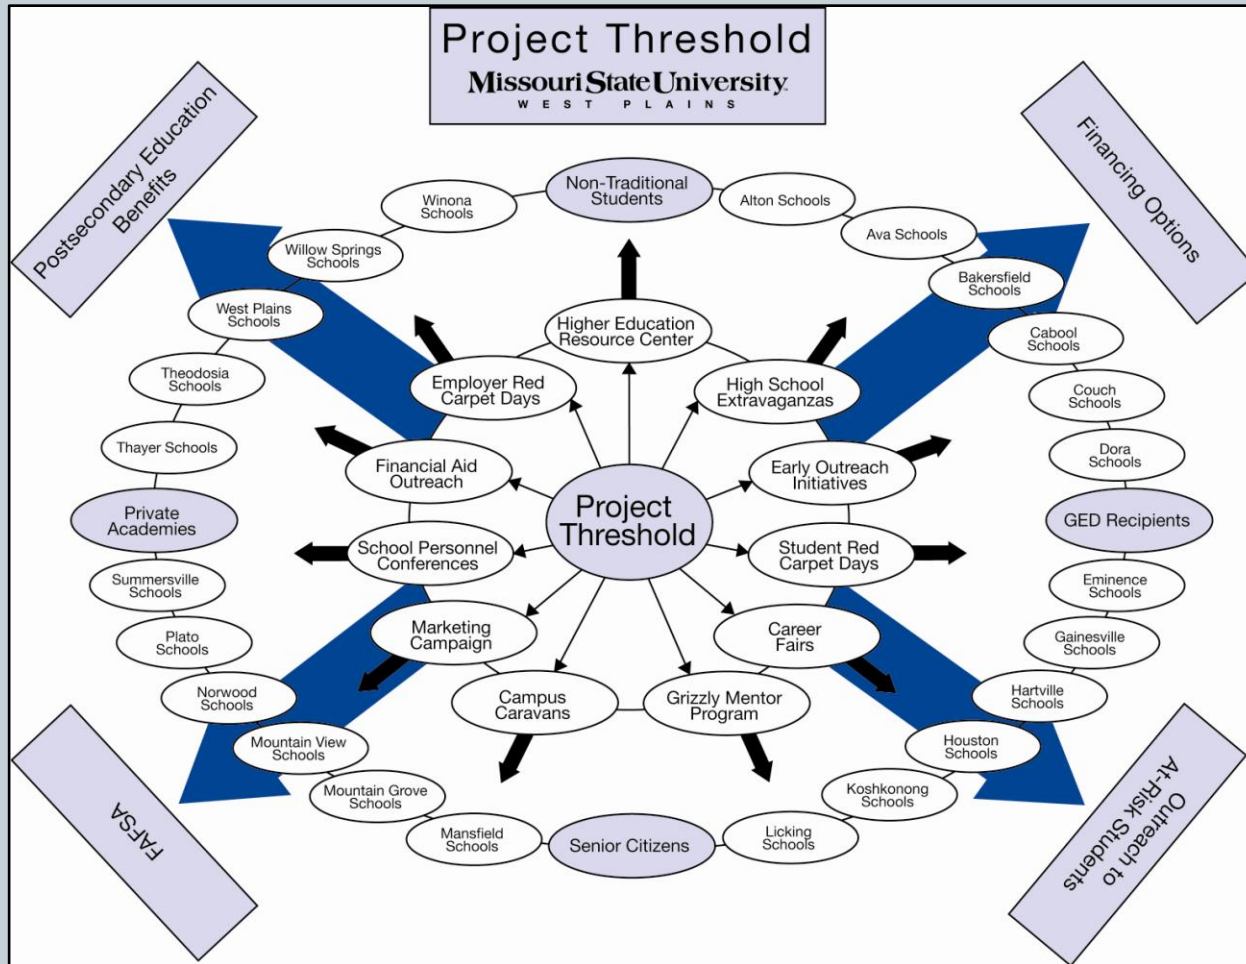 Project Threshold
Missouri State University
WEST PLAINS
Postsecondary Education
Benefits
Financing Options
Non-Traditional
Students
Winona
Schools
Alton Schools
Willow Springs
Schools
Ava Schools
West Plains
Schools
Bakersfield
Schools
Theodosia
Schools
Cabool
Schools
Thayer Schools
Couch
Schools
Private
Academies
Dora
Schools
Summersville
Schools
GED Recipients
Plato
Schools
Eminence
Schools
Norwood
Schools
Gainesville
Schools
Mountain View
Schools
Hartville
Schools
Mountain Grove
Schools
Houston
Schools
Mansfield
Schools
Koshkonong
Schools
Senior Citizens
Licking
Schools
Higher Education
Resource Center
Employer Red
Carpet Days
High School
Extravaganzas
Financial Aid
Outreach
Early Outreach
Initiatives
Project
Threshold
School Personnel
Conferences
Student Red
Carpet Days
Marketing
Campaign
Career
Fairs
Campus
Caravans
Grizzly Mentor
Program
FAFSA
Outreach to
At-Risk Students